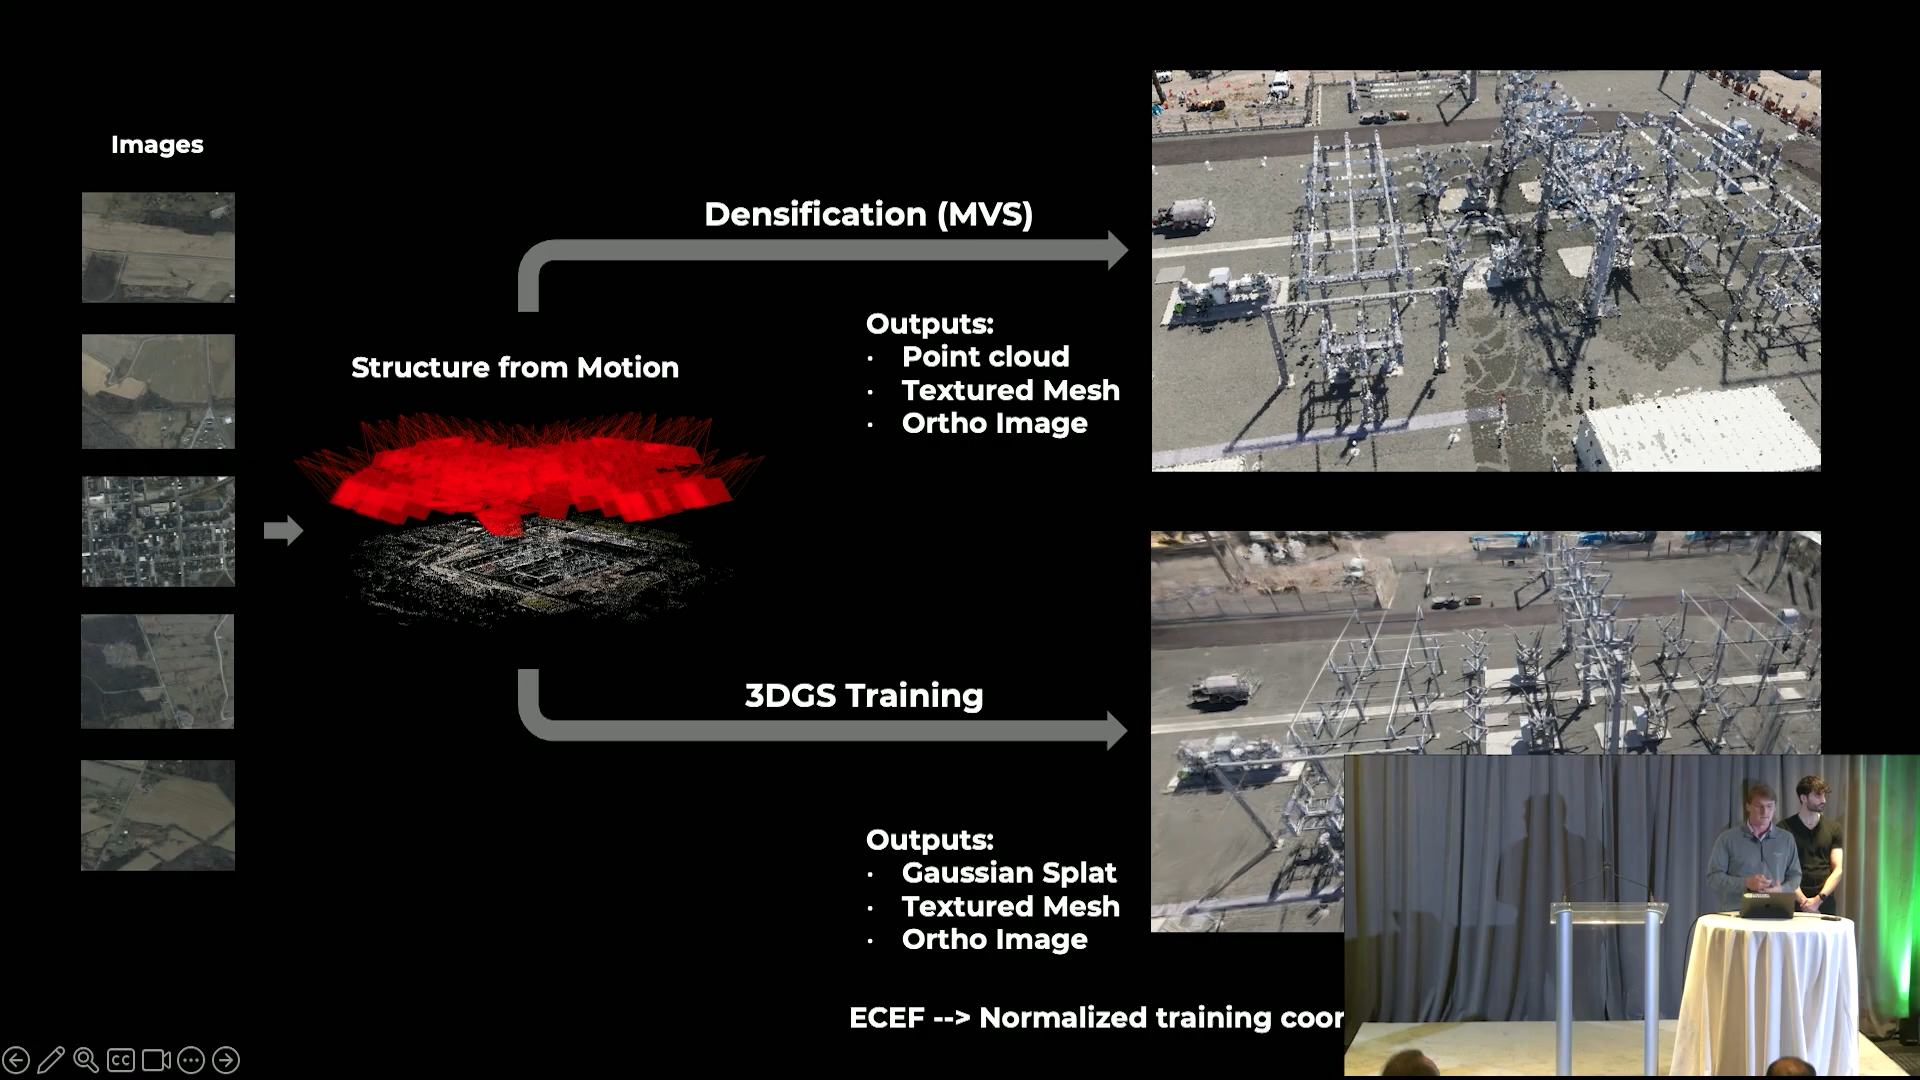 Images
Structure from Motion
Densification (MVS)
Outputs:
· Point cloud
· Textured Mesh
· Ortho Image
3DGS Training
Outputs:
· Gaussian Splat
· Textured Mesh
· Ortho Image
ECEF --> Normalized training
CC